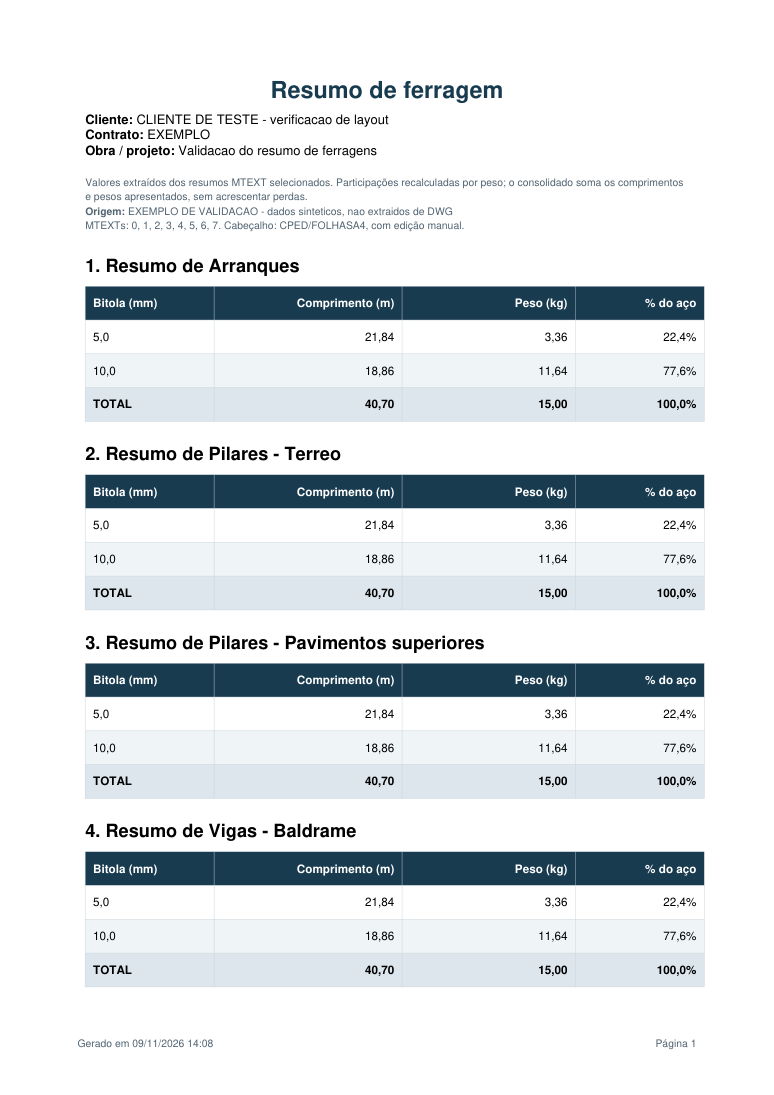 Resumo de ferragem
Cliente: CLIENTE DE TESTE - verificacao de layout
Contrato: EXEMPLO
Obra / projeto: Validacao do resumo de ferragens
Valores extraídos dos resumos MTEXT selecionados. Participações recalculadas por peso; o consolidado soma os comprimentos
e pesos apresentados, sem acrescentar perdas.
Origem: EXEMPLO DE VALIDACAO - dados sinteticos, nao extraidos de DWG
MTEXTs: 0, 1, 2, 3, 4, 5, 6, 7. Cabeçalho: CPED/FOLHASA4, com edição manual.
1. Resumo de Arranques
Bitola (mm) Comprimento (m) Peso (kg) % do aço
5,0 21,84 3,36 22,4%
10,0 18,86 11,64 77,6%
TOTAL 40,70 15,00 100,0%
2. Resumo de Pilares - Terreo
Bitola (mm) Comprimento (m) Peso (kg) % do aço
5,0 21,84 3,36 22,4%
10,0 18,86 11,64 77,6%
TOTAL 40,70 15,00 100,0%
3. Resumo de Pilares - Pavimentos superiores
Bitola (mm) Comprimento (m) Peso (kg) % do aço
5,0 21,84 3,36 22,4%
10,0 18,86 11,64 77,6%
TOTAL 40,70 15,00 100,0%
4. Resumo de Vigas - Baldrame
Bitola (mm) Comprimento (m) Peso (kg) % do aço
5,0 21,84 3,36 22,4%
10,0 18,86 11,64 77,6%
TOTAL 40,70 15,00 100,0%
Gerado em 09/11/2026 14:08 Página 1